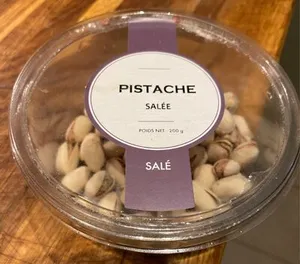 PISTACHE
SALÉE
POIDS NET : 200 g
SALÉ